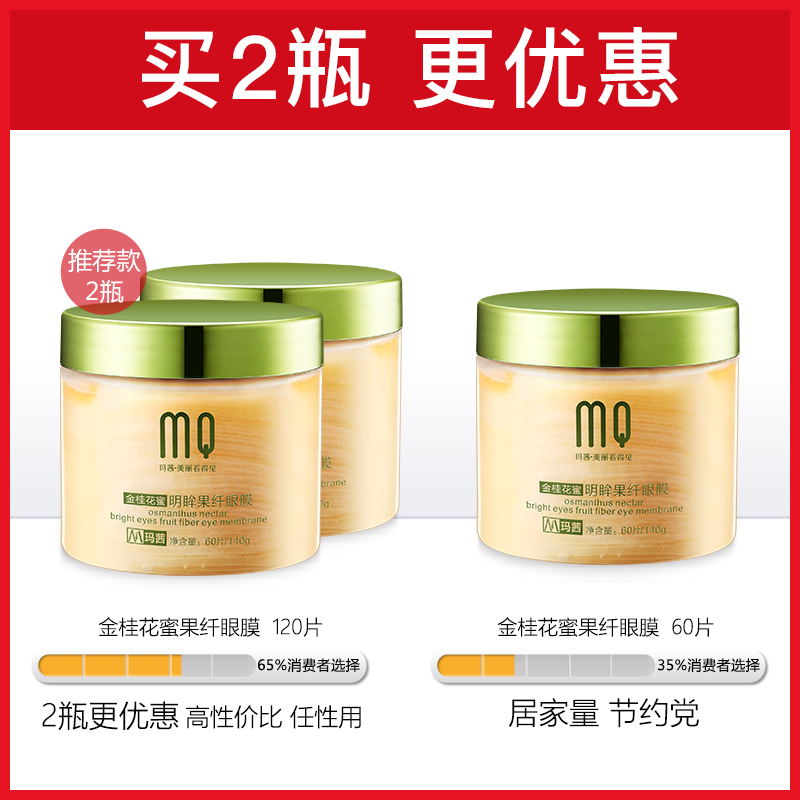 买2瓶 更优惠
推荐款
2瓶
MQ
玛茜·美丽看得见
金桂花蜜 明眸果纤眼膜
osmanthus nectar
bright eyes fruit fiber eye membrane
玛茜 净含量：60片/110g
MQ
玛茜·美丽看得见
金桂花蜜 明眸果纤眼膜
osmanthus nectar
bright eyes fruit fiber eye membrane
玛茜 净含量：60片/110g
金桂花蜜果纤眼膜 120片
65%消费者选择
2瓶更优惠 高性价比 任性用
金桂花蜜果纤眼膜 60片
35%消费者选择
居家量 节约党